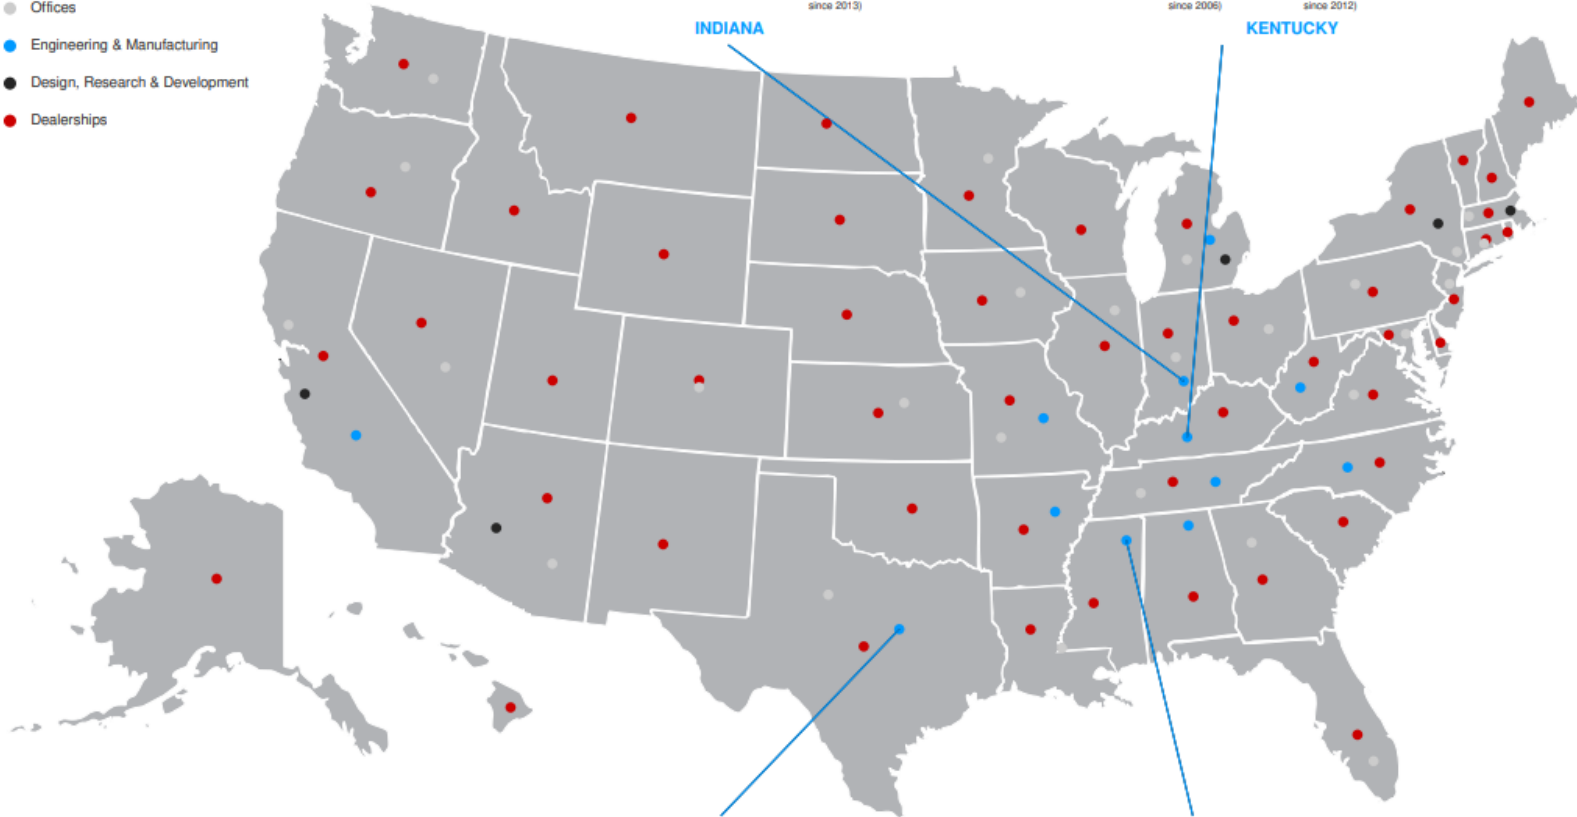 Offices
since 2013)
since 2006)
since 2012)
INDIANA
KENTUCKY
Engineering & Manufacturing
Design, Research & Development
Dealerships